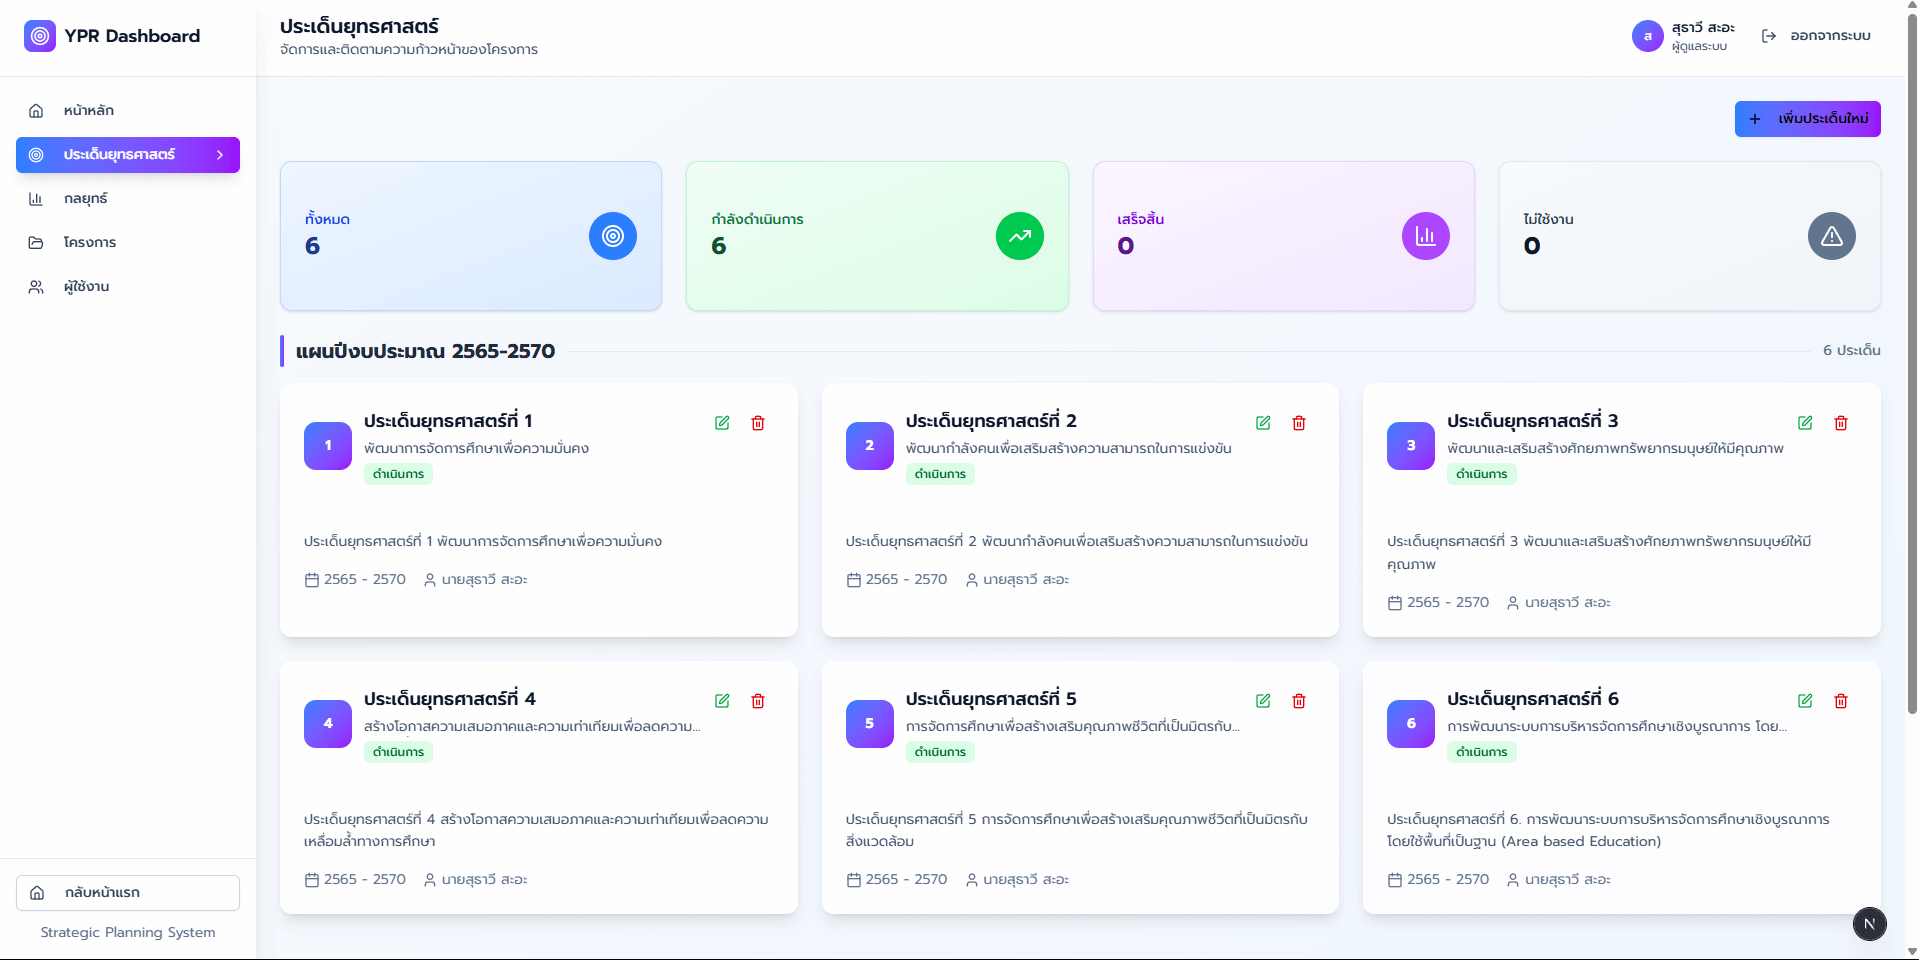 YPR Dashboard
ประเด็นยุทธศาสตร์
จัดการและติดตามความก้าวหน้าของโครงการ
ส
สุธาวี สะอะ
ผู้ดูแลระบบ
ออกจากระบบ
หน้าหลัก
ประเด็นยุทธศาสตร์
กลยุทธ์
โครงการ
ผู้ใช้งาน
เพิ่มประเด็นใหม่
ทั้งหมด
6
กำลังดำเนินการ
6
เสร็จสิ้น
0
ไม่ใช้งาน
0
แผนปีงบประมาณ 2565-2570
6 ประเด็น
1
ประเด็นยุทธศาสตร์ที่ 1
พัฒนาการจัดการศึกษาเพื่อความมั่นคง
ดำเนินการ
ประเด็นยุทธศาสตร์ที่ 1 พัฒนาการจัดการศึกษาเพื่อความมั่นคง
2565 - 2570 นายสุธาวี สะอะ
2
ประเด็นยุทธศาสตร์ที่ 2
พัฒนากำลังคนเพื่อเสริมสร้างความสามารถในการแข่งขัน
ดำเนินการ
ประเด็นยุทธศาสตร์ที่ 2 พัฒนากำลังคนเพื่อเสริมสร้างความสามารถในการแข่งขัน
2565 - 2570 นายสุธาวี สะอะ
3
ประเด็นยุทธศาสตร์ที่ 3
พัฒนาและเสริมสร้างศักยภาพทรัพยากรมนุษย์ให้มีคุณภาพ
ดำเนินการ
ประเด็นยุทธศาสตร์ที่ 3 พัฒนาและเสริมสร้างศักยภาพทรัพยากรมนุษย์ให้มี
คุณภาพ
2565 - 2570 นายสุธาวี สะอะ
4
ประเด็นยุทธศาสตร์ที่ 4
สร้างโอกาสความเสมอภาคและความเท่าเทียมเพื่อลดความ...
ดำเนินการ
ประเด็นยุทธศาสตร์ที่ 4 สร้างโอกาสความเสมอภาคและความเท่าเทียมเพื่อลดความ
เหลื่อมล้ำทางการศึกษา
2565 - 2570 นายสุธาวี สะอะ
5
ประเด็นยุทธศาสตร์ที่ 5
การจัดการศึกษาเพื่อสร้างเสริมคุณภาพชีวิตที่เป็นมิตรกับ...
ดำเนินการ
ประเด็นยุทธศาสตร์ที่ 5 การจัดการศึกษาเพื่อสร้างเสริมคุณภาพชีวิตที่เป็นมิตรกับ
สิ่งแวดล้อม
2565 - 2570 นายสุธาวี สะอะ
6
ประเด็นยุทธศาสตร์ที่ 6
การพัฒนาระบบการบริหารจัดการศึกษาเชิงบูรณาการ โดย...
ดำเนินการ
ประเด็นยุทธศาสตร์ที่ 6. การพัฒนาระบบการบริหารจัดการศึกษาเชิงบูรณาการ
โดยใช้พื้นที่เป็นฐาน (Area based Education)
2565 - 2570 นายสุธาวี สะอะ
กลับหน้าแรก
Strategic Planning System
N